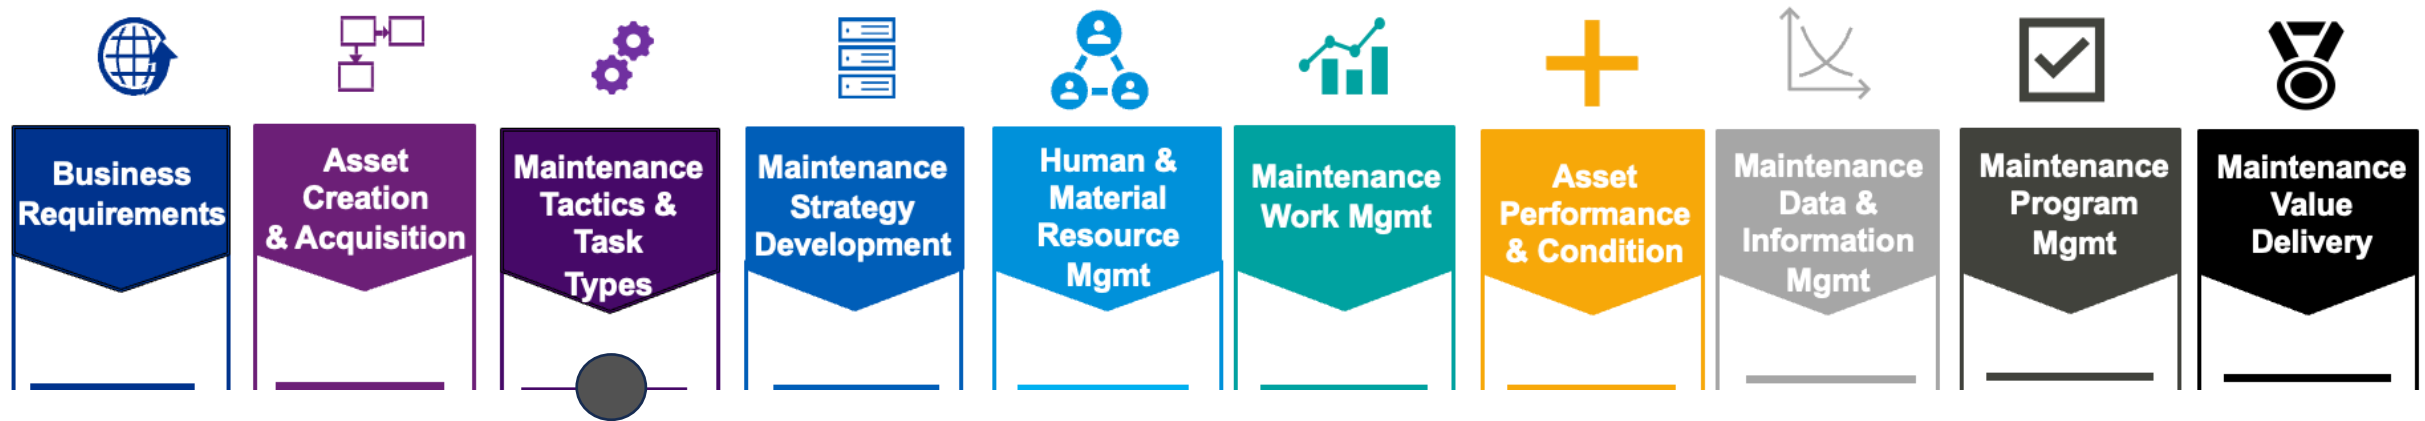 Business
Requirements
Asset
Creation
& Acquisition
Maintenance
Tactics &
Task
Types
Maintenance
Strategy
Development
Human &
Material
Resource
Mgmt
Maintenance
Work Mgmt
Asset
Performance
& Condition
Maintenance
Data &
Information
Mgmt
Maintenance
Program
Mgmt
Maintenance
Value
Delivery